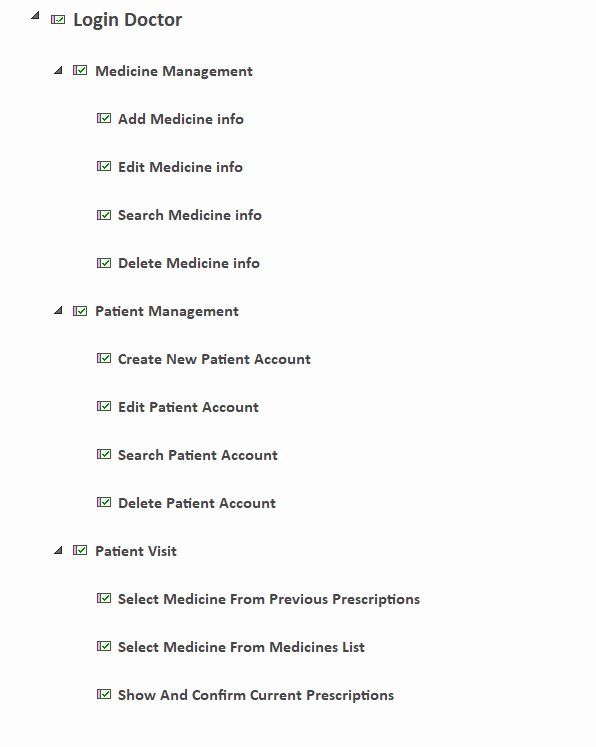 Login Doctor
Medicine Management
Add Medicine info
Edit Medicine info
Search Medicine info
Delete Medicine info
Patient Management
Create New Patient Account
Edit Patient Account
Search Patient Account
Delete Patient Account
Patient Visit
Select Medicine From Previous Prescriptions
Select Medicine From Medicines List
Show And Confirm Current Prescriptions